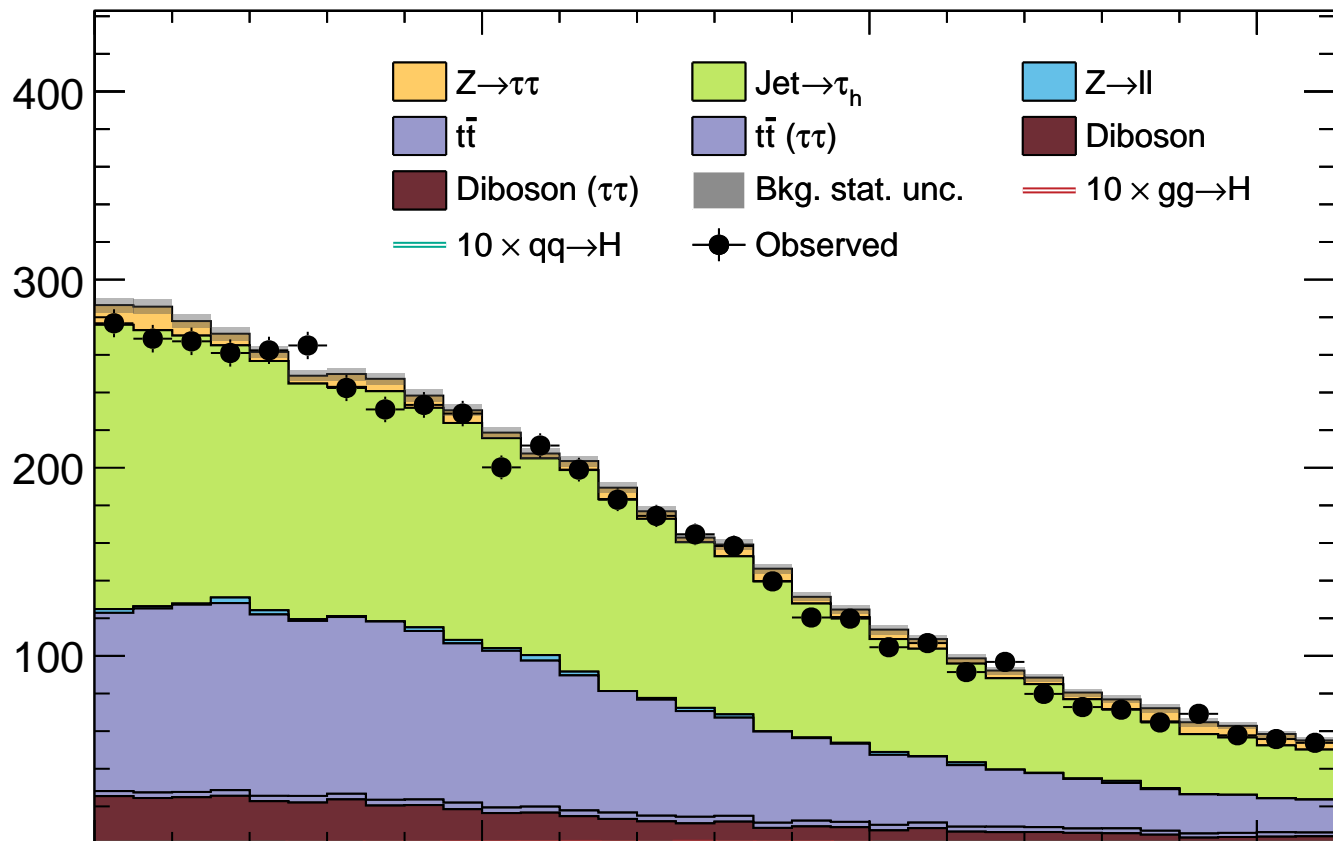 400
300
200
100
Z→ττ Jet→τₕ Z→ll
tt̄ tt̄ (ττ) Diboson
Diboson (ττ) Bkg. stat. unc. 10 × gg→H
10 × qq→H Observed